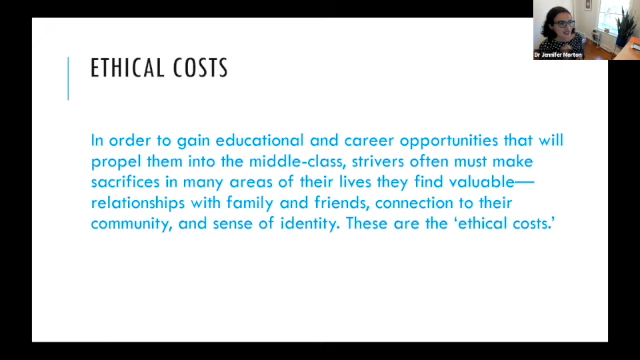 ETHICAL COSTS
In order to gain educational and career opportunities that will
propel them into the middle-class, strivers often must make
sacrifices in many areas of their lives they find valuable—
relationships with family and friends, connection to their
community, and sense of identity. These are the ‘ethical costs.’
Dr Jennifer Morton